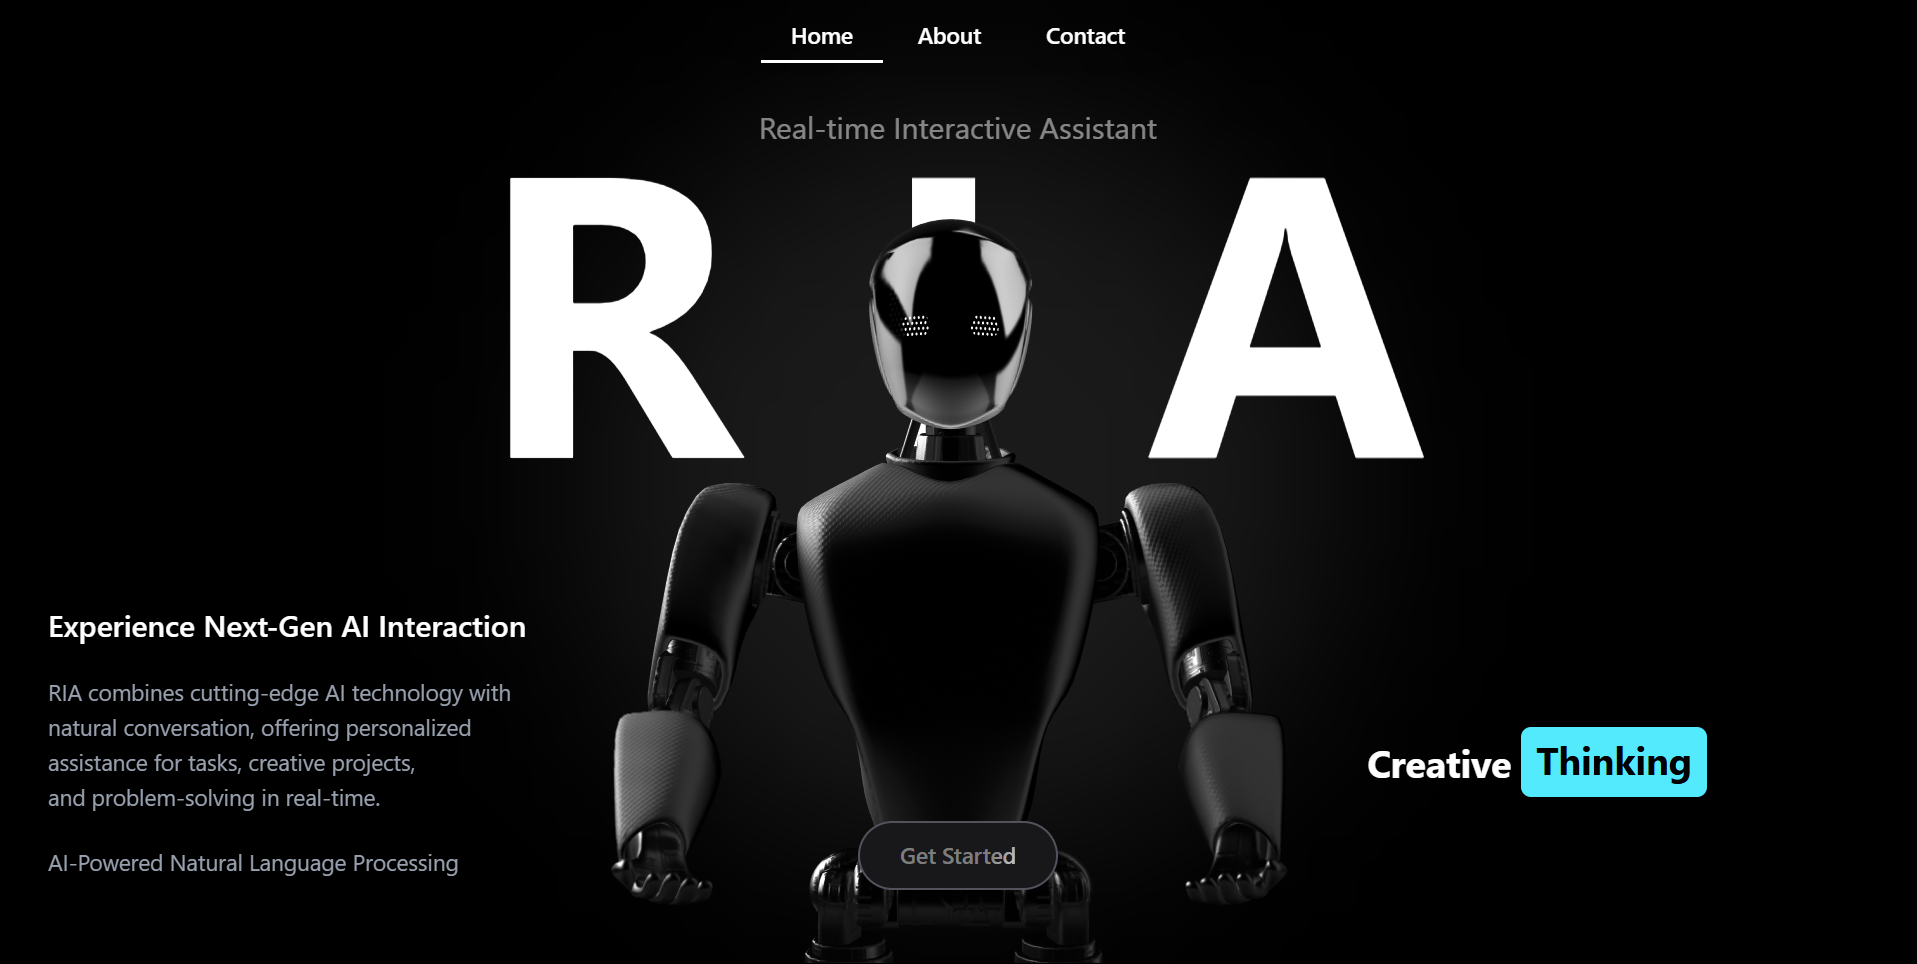 Home About Contact
Real-time Interactive Assistant
R I A
Experience Next-Gen AI Interaction
RIA combines cutting-edge AI technology with
natural conversation, offering personalized
assistance for tasks, creative projects,
and problem-solving in real-time.
Creative Thinking
Get Started
AI-Powered Natural Language Processing